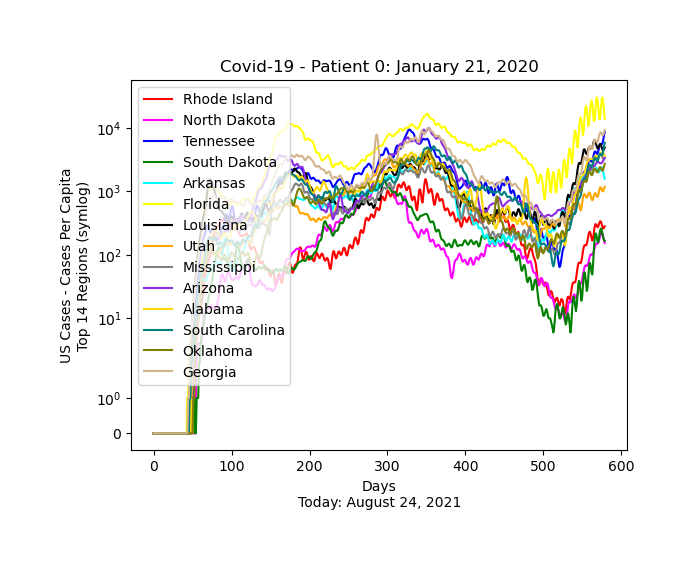 Covid-19 - Patient 0: January 21, 2020
US Cases - Cases Per Capita
Top 14 Regions (symlog)
10^4
10^3
10^2
10^1
10^0
0
Rhode Island
North Dakota
Tennessee
South Dakota
Arkansas
Florida
Louisiana
Utah
Mississippi
Arizona
Alabama
South Carolina
Oklahoma
Georgia
0 100 200 300 400 500 600
Days
Today: August 24, 2021